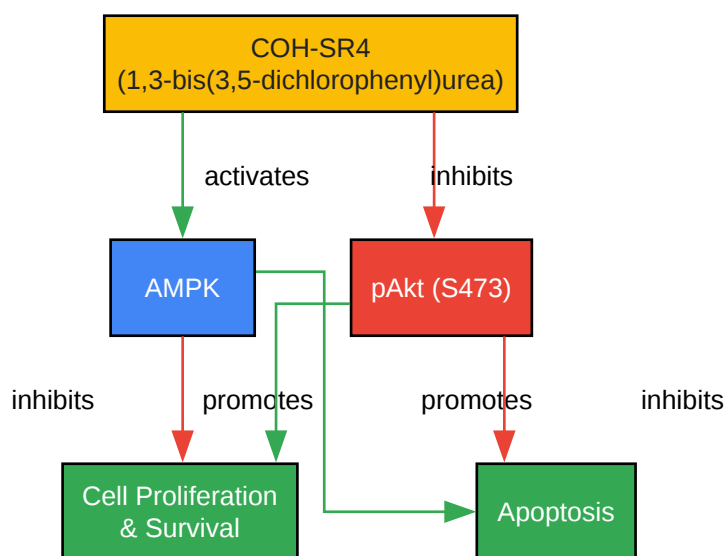 COH-SR4
(1,3-bis(3,5-dichlorophenyl)urea)
activates
inhibits
AMPK
pAkt (S473)
inhibits
promotes
promotes
inhibits
Cell Proliferation
& Survival
Apoptosis